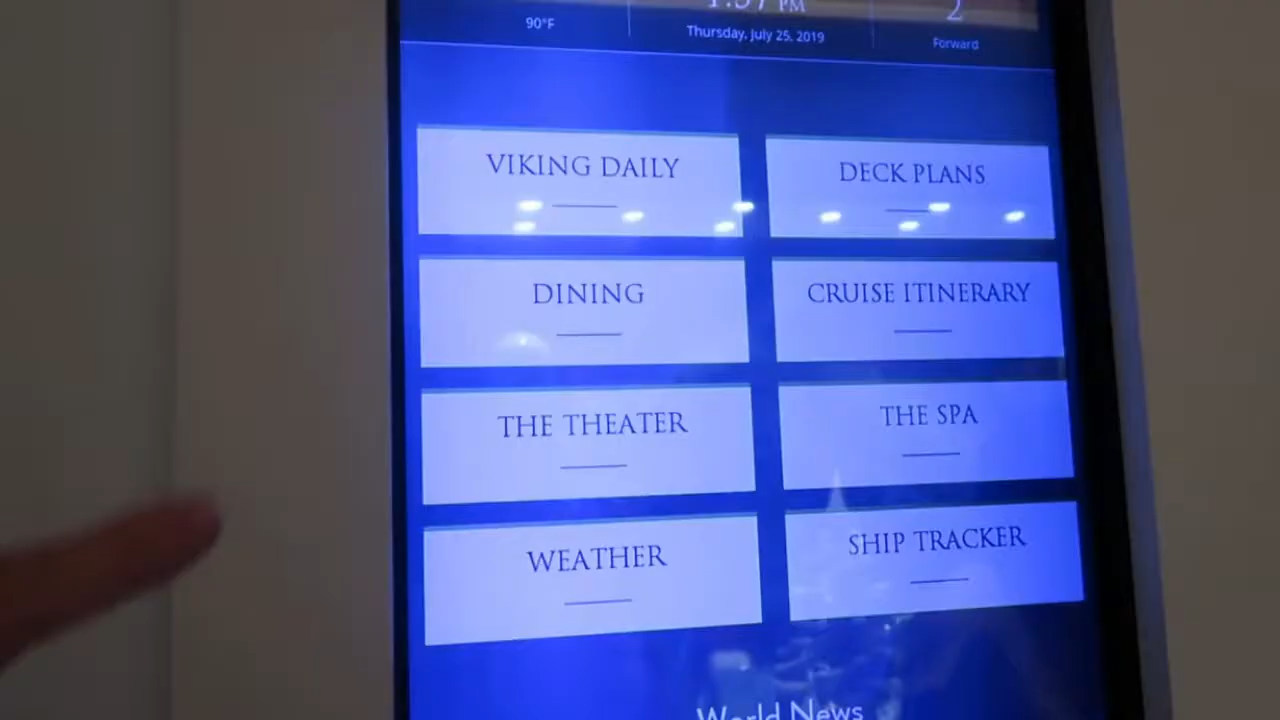 90°F
PM
Thursday, July 25, 2019
2
Forward
VIKING DAILY
DECK PLANS
DINING
CRUISE ITINERARY
THE THEATER
THE SPA
WEATHER
SHIP TRACKER
World News